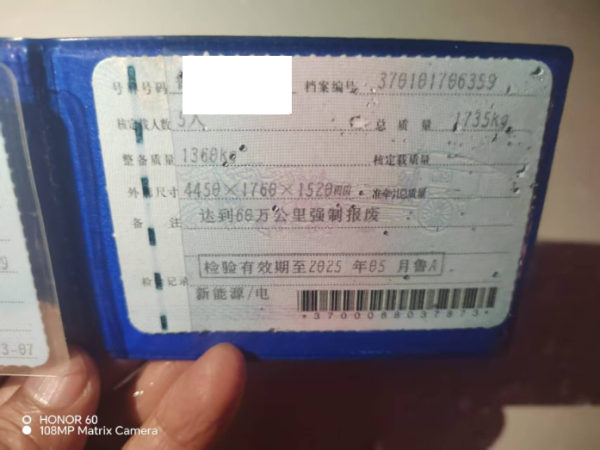 号牌号码 档案编号 370101706359
核定载人数 5人 总质量 1735kg
整备质量 1360kg 核定载质量
外廓尺寸 4450×1760×1520mm 准牵引总质量
备注 达到60万公里强制报废
检验有效期至2025年05月鲁A
检验记录
新能源/电
*3700068037873*
3-07
HONOR 60
108MP Matrix Camera